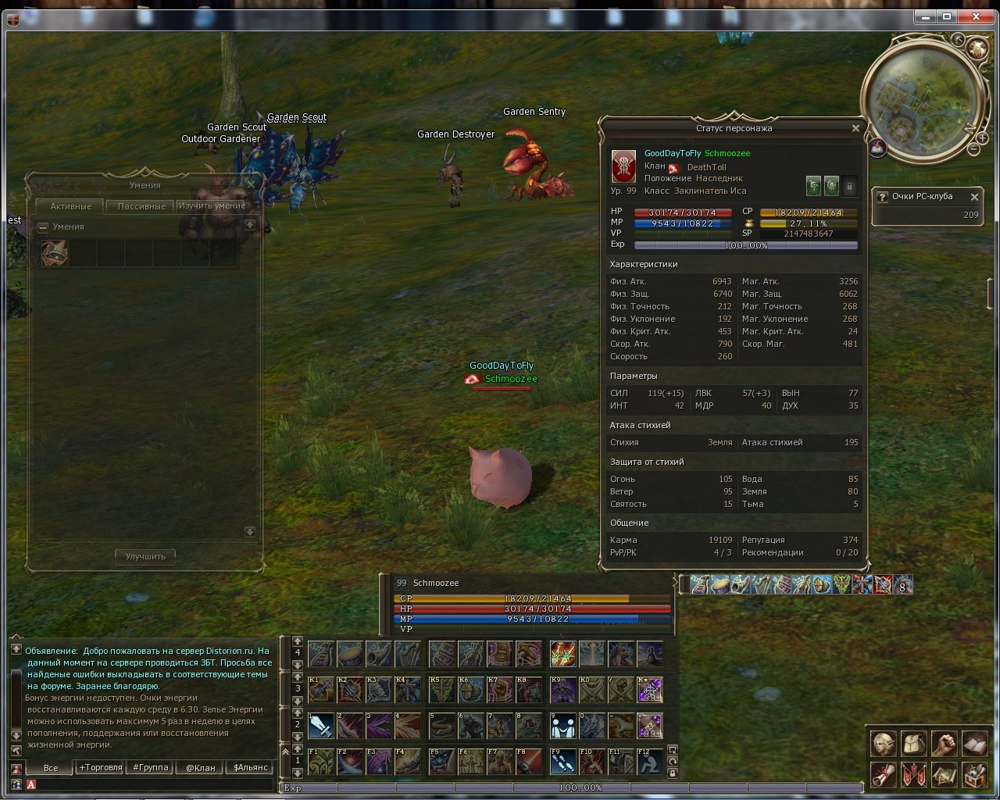 Garden Sentry
Garden Scout
Garden Scout
Garden Destroyer
Outdoor Gardener
est
Умения
Активные
Пассивные
Изучить умение
Умения
Улучшить
GoodDayToFly
Schmoozee
Статус персонажа
GoodDayToFly Schmoozee
Клан DeathToll
Положение Наследник
Ур. 99 Класс Заклинатель Иса
HP 30174/30174 CP 18209/21464
MP 9543/10822 27, 11%
VP SP 2147483647
Exp 100, 00%
Характеристики
Физ. Атк. 6943 Маг. Атк. 3256
Физ. Защ. 6740 Маг. Защ. 6062
Физ. Точность 212 Маг. Точность 268
Физ. Уклонение 192 Маг. Уклонение 268
Физ. Крит. Атк. 453 Маг. Крит. Атк. 24
Скор. Атк. 790 Скор. Маг. 481
Скорость 260
Параметры
СИЛ 119(+15) ЛВК 57(+3) ВЫН 77
ИНТ 42 МДР 40 ДУХ 35
Атака стихией
Стихия Земля Атака стихией 195
Защита от стихий
Огонь 105 Вода 85
Ветер 95 Земля 80
Святость 15 Тьма 5
Общение
Карма 19109 Репутация 374
PvP/PK 4 / 3 Рекомендации 0 / 20
? Очки PC-клуба
209
99 Schmoozee
CP 18209/21464
HP 30174/30174
MP 9543/10822
VP
8
Объявление: Добро пожаловать на сервер Distorion.ru. На
данный момент на сервере проводиться ЗБТ. Просьба все
найденые ошибки выкладывать в соответствующие темы
на форуме. Заранее благодярю.
Бонус энергии недоступен. Очки энергии
восстанавливаются каждую среду в 6.30. Зелье Энергии
можно использовать максимум 5 раз в неделю в целях
пополнения, поддержания или восстановления
жизненной энергии.
Все +Торговля #Группа @Клан $Альянс
A
4
3 K1 K2 K3 K4 K5 K6 K7 K8 K9 K0 / K* 99+
2 1 2 3 4 5 6 7 8 9 0 - = 99+
1 F1 F2 F3 F4 F5 F6 F7 F8 F9 F10 F11 F12
Exp 100, 00%